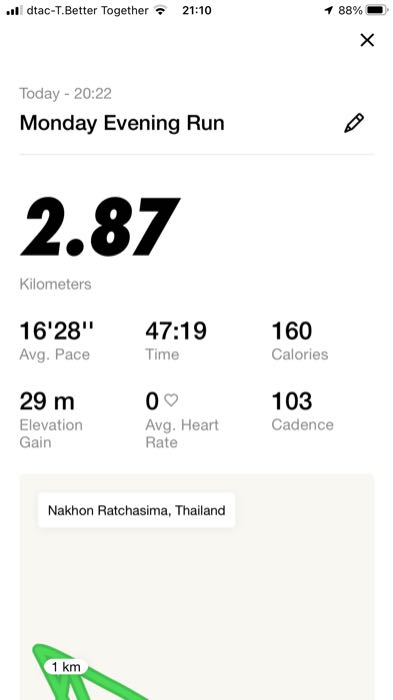 dtac-T.Better Together 21:10 88%
Today - 20:22
Monday Evening Run
2.87
Kilometers
16'28'' 47:19 160
Avg. Pace Time Calories
29 m 0 103
Elevation Gain Avg. Heart Rate Cadence
Nakhon Ratchasima, Thailand
1 km